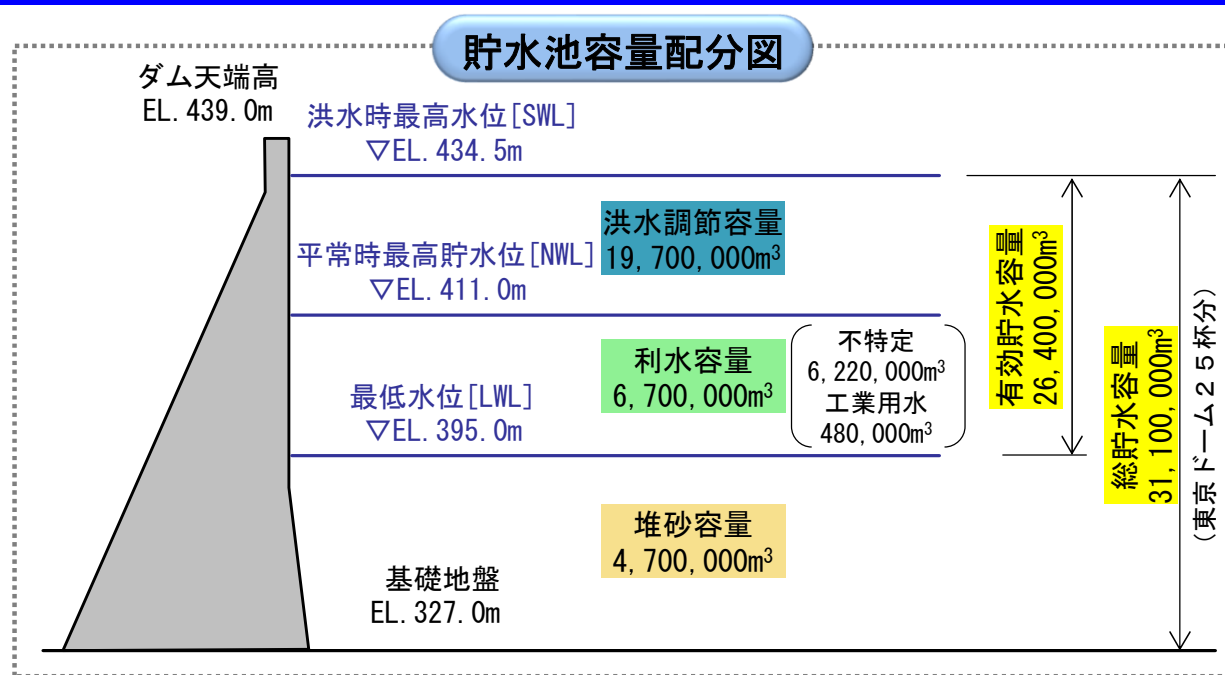 貯水池容量配分図
ダム天端高
EL.439.0m
洪水時最高水位[SWL]
▽EL.434.5m
洪水調節容量
19,700,000m³
平常時最高貯水位[NWL]
▽EL.411.0m
利水容量
6,700,000m³
不特定
6,220,000m³
工業用水
480,000m³
最低水位[LWL]
▽EL.395.0m
堆砂容量
4,700,000m³
基礎地盤
EL.327.0m
有効貯水容量
26,400,000m³
総貯水容量
31,100,000m³
(東京ドーム25杯分)